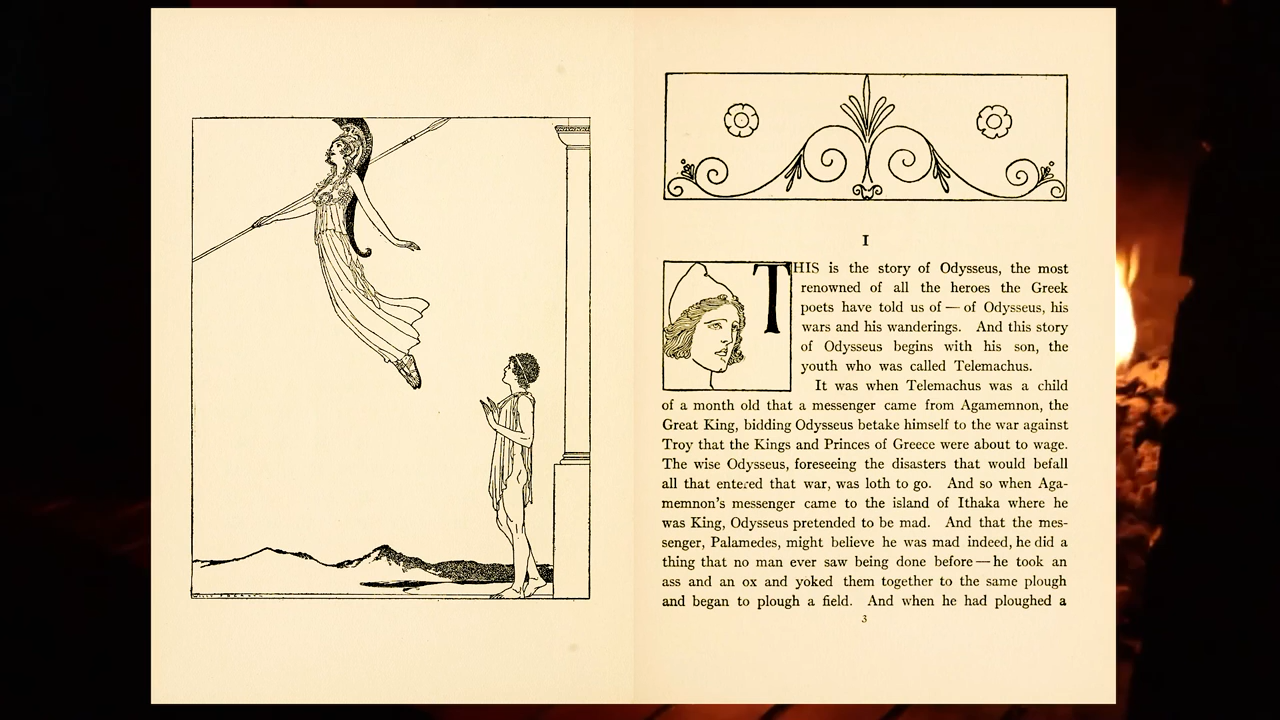 I
THIS is the story of Odysseus, the most
renowned of all the heroes the Greek
poets have told us of — of Odysseus, his
wars and his wanderings. And this story
of Odysseus begins with his son, the
youth who was called Telemachus.
It was when Telemachus was a child
of a month old that a messenger came from Agamemnon, the
Great King, bidding Odysseus betake himself to the war against
Troy that the Kings and Princes of Greece were about to wage.
The wise Odysseus, foreseeing the disasters that would befall
all that entered that war, was loth to go. And so when Aga-
memnon's messenger came to the island of Ithaka where he
was King, Odysseus pretended to be mad. And that the mes-
senger, Palamedes, might believe he was mad indeed, he did a
thing that no man ever saw being done before — he took an
ass and an ox and yoked them together to the same plough
and began to plough a field. And when he had ploughed a
3